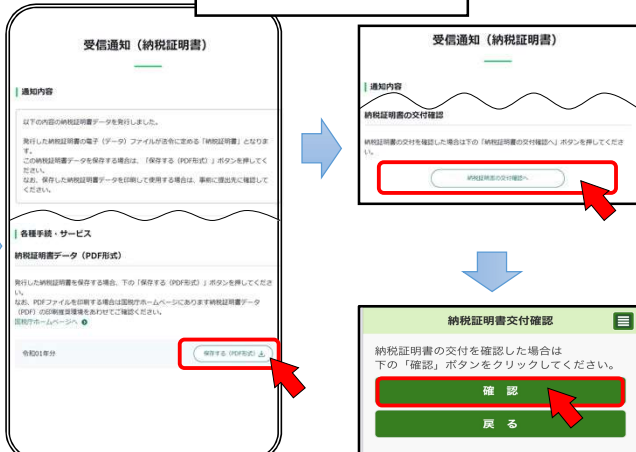 受信通知（納税証明書）
通知内容
以下の内容の納税証明書データを発行しました。
発行した納税証明書の電子（データ）ファイルが法令に定める「納税証明書」となりま
す。
この納税証明書データを保存する場合は、「保存する（PDF形式）」ボタンを押してく
ださい。
なお、保存した納税証明書データを印刷して使用する場合は、事前に提出先に確認して
ください。
各種手続・サービス
納税証明書データ（PDF形式）
発行した納税証明書を保存する場合、下の「保存する（PDF形式）」ボタンを押してくださ
い。
なお、PDFファイルを印刷する場合は国税庁ホームページにあります納税証明書データ
（PDF）の印刷推奨環境をあわせてご確認ください。
国税庁ホームページへ
令和01年分
保存する（PDF形式）
受信通知（納税証明書）
通知内容
納税証明書の交付確認
納税証明書の交付を確認した場合は下の「納税証明書の交付確認へ」ボタンを押してくださ
い。
納税証明書の交付確認へ
納税証明書交付確認
納税証明書の交付を確認した場合は
下の「確認」ボタンをクリックしてください。
確 認
戻 る